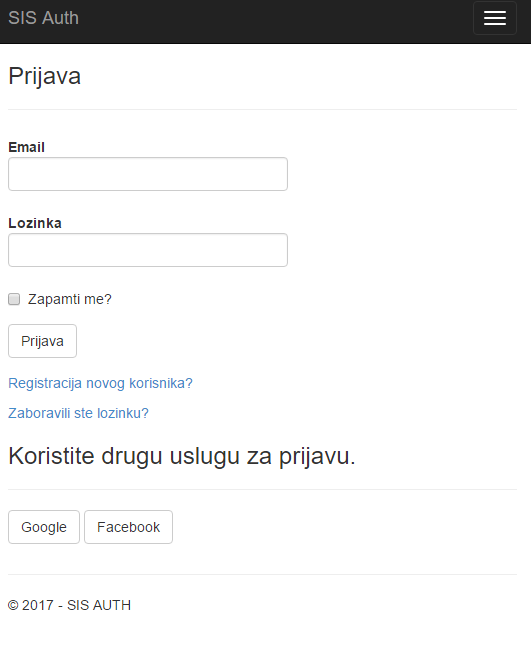 SIS Auth
Prijava
Email
Lozinka
Zapamti me?
Prijava
Registracija novog korisnika?
Zaboravili ste lozinku?
Koristite drugu uslugu za prijavu.
Google Facebook
© 2017 - SIS AUTH